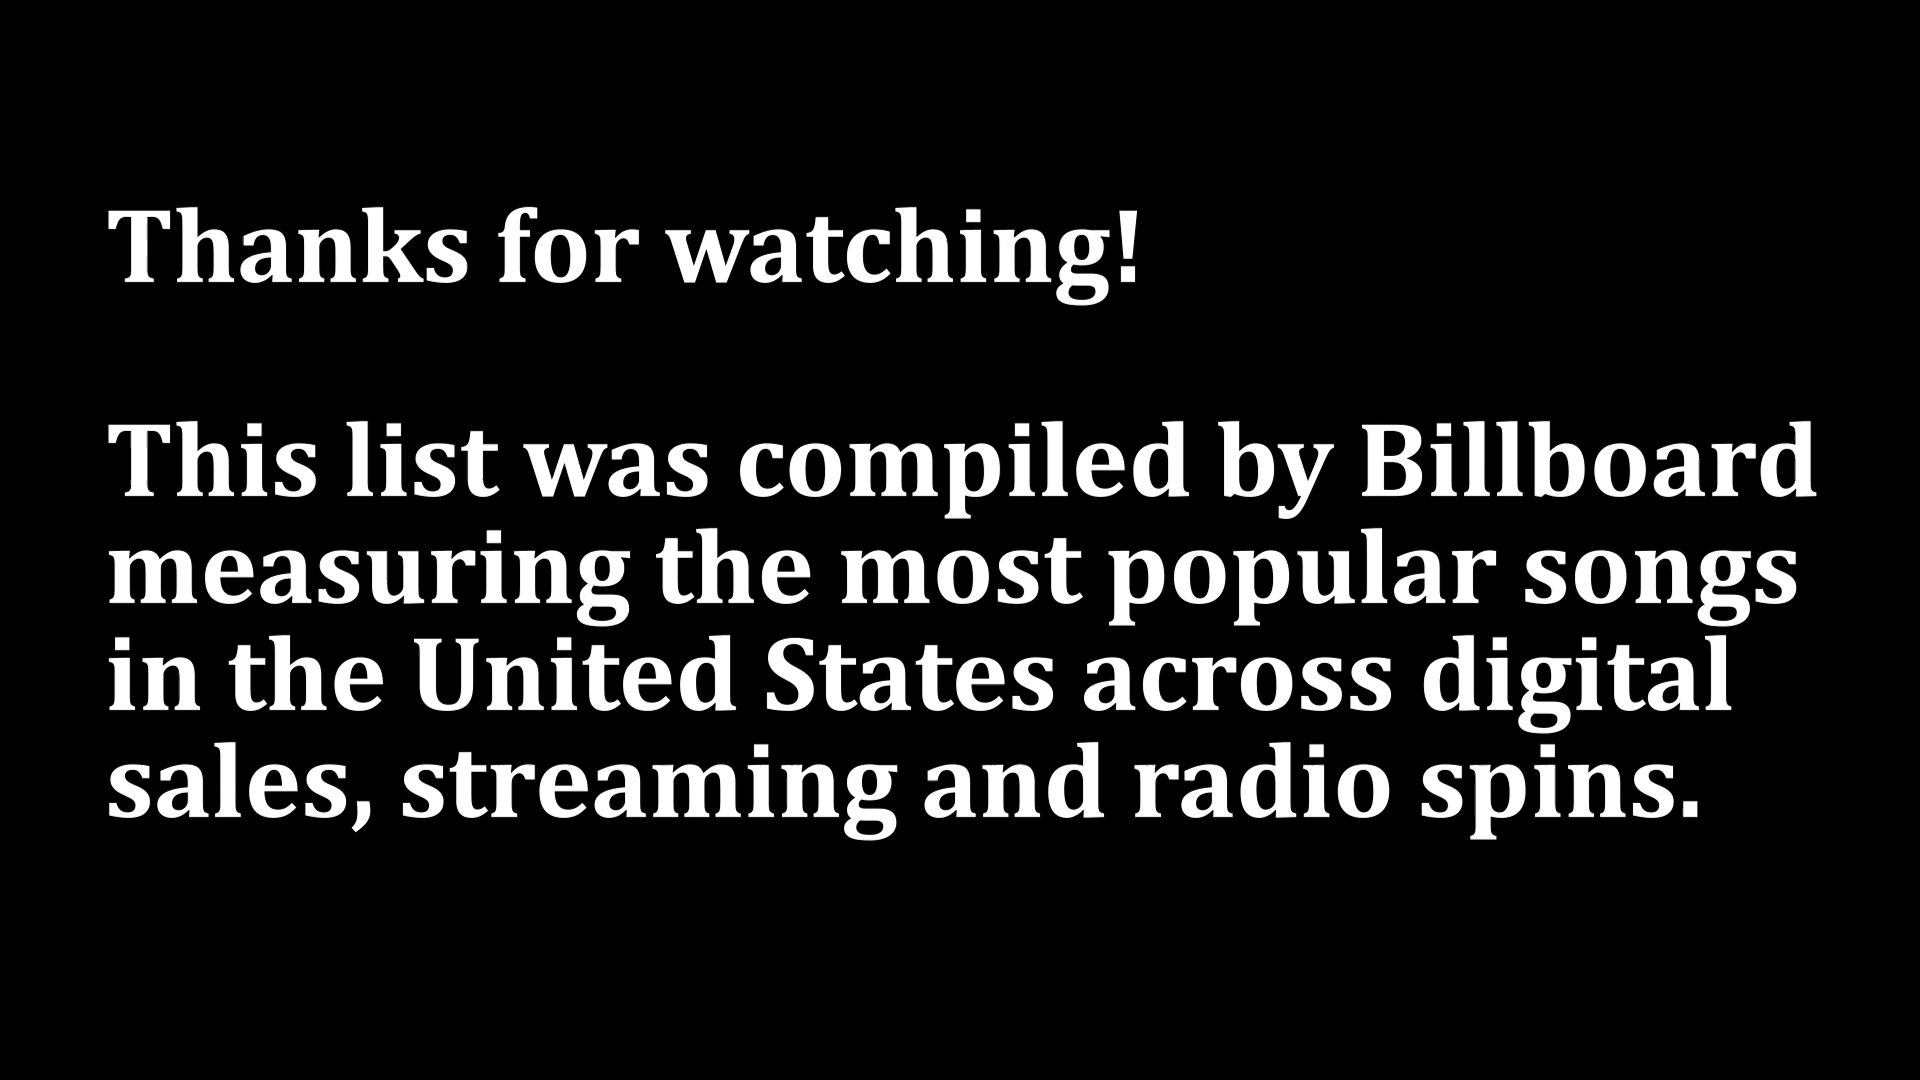 Thanks for watching!
This list was compiled by Billboard
measuring the most popular songs
in the United States across digital
sales, streaming and radio spins.